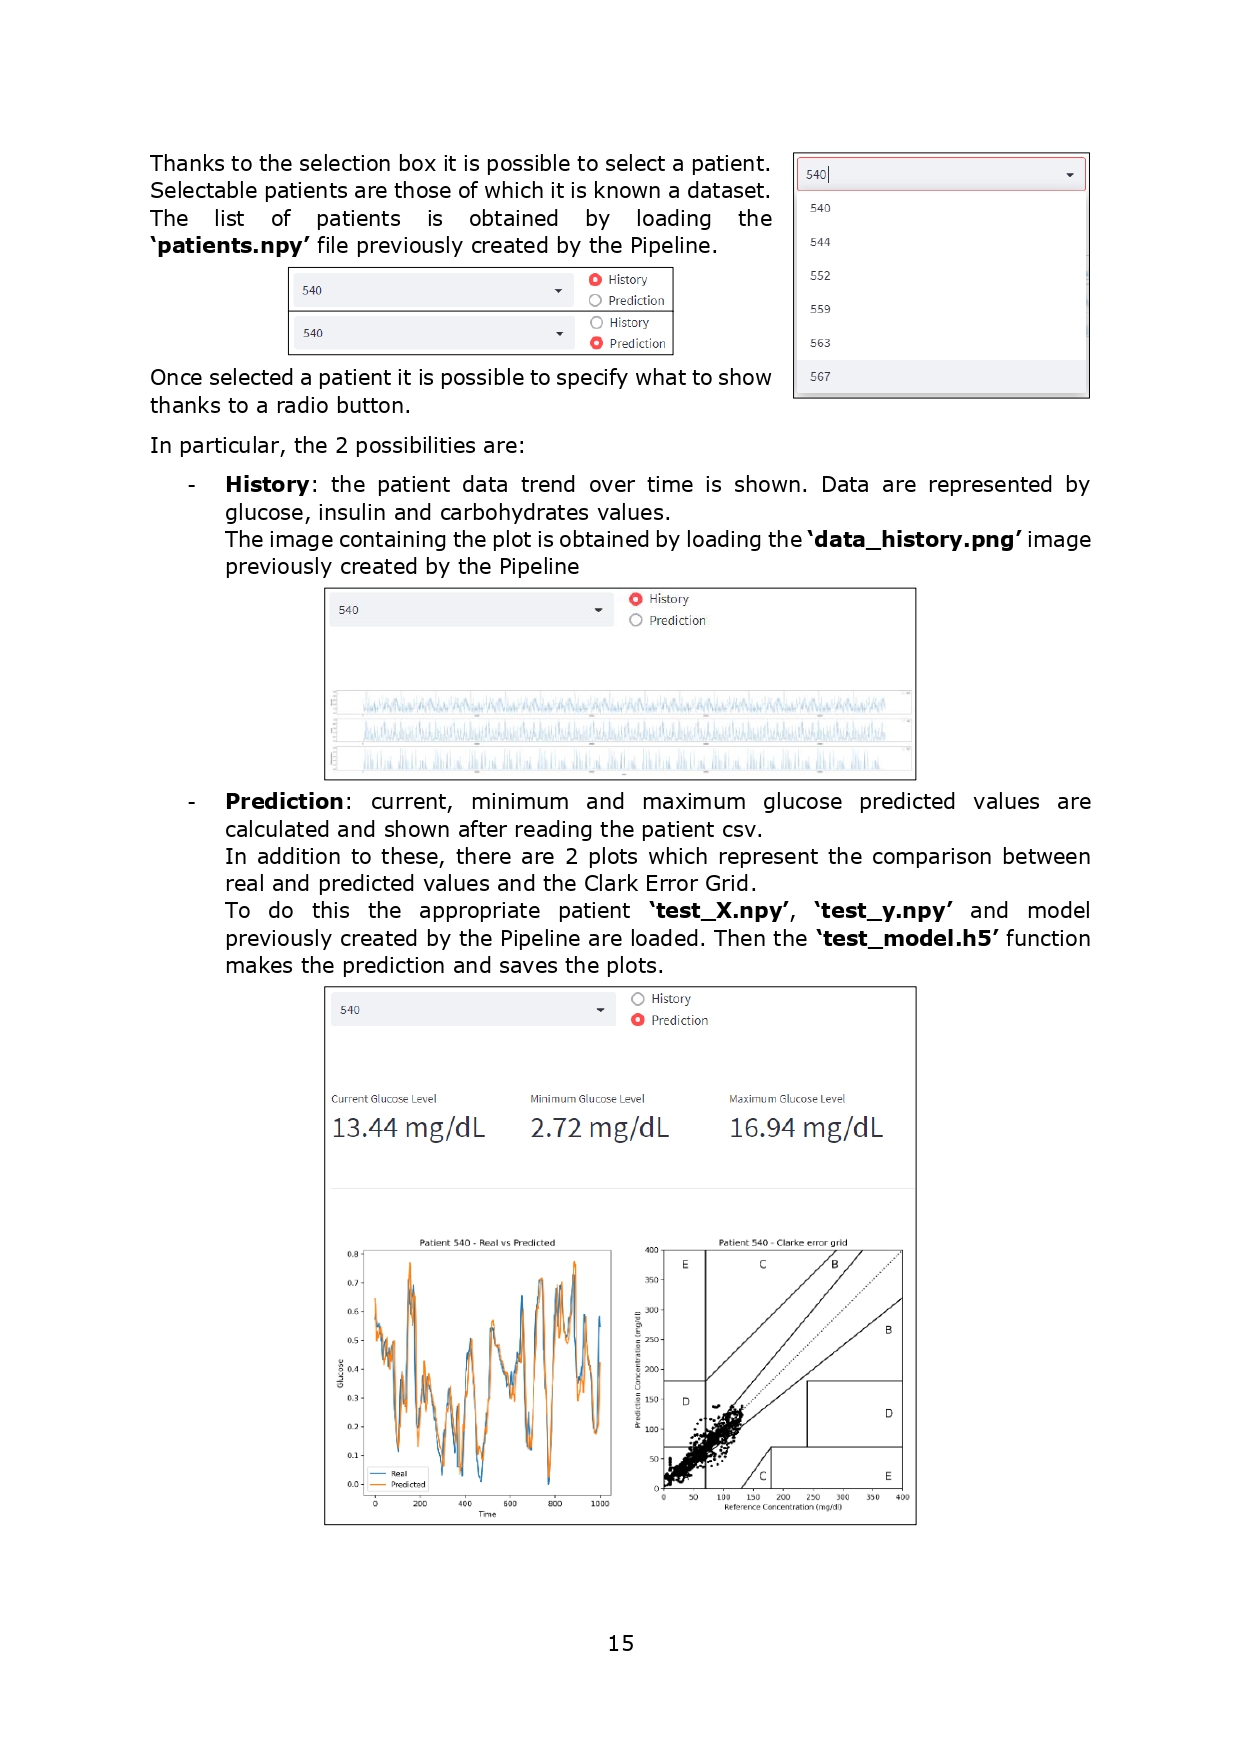 Thanks to the selection box it is possible to select a patient.
Selectable patients are those of which it is known a dataset.
The list of patients is obtained by loading the
‘patients.npy’ file previously created by the Pipeline.
540
540
544
552
559
563
567
540
History
Prediction
540
History
Prediction
Once selected a patient it is possible to specify what to show
thanks to a radio button.
In particular, the 2 possibilities are:
- History: the patient data trend over time is shown. Data are represented by
glucose, insulin and carbohydrates values.
The image containing the plot is obtained by loading the ‘data_history.png’ image
previously created by the Pipeline
540
History
Prediction
- Prediction: current, minimum and maximum glucose predicted values are
calculated and shown after reading the patient csv.
In addition to these, there are 2 plots which represent the comparison between
real and predicted values and the Clark Error Grid.
To do this the appropriate patient ‘test_X.npy’, ‘test_y.npy’ and model
previously created by the Pipeline are loaded. Then the ‘test_model.h5’ function
makes the prediction and saves the plots.
540
History
Prediction
Current Glucose Level
13.44 mg/dL
Minimum Glucose Level
2.72 mg/dL
Maximum Glucose Level
16.94 mg/dL
Patient 540 - Real vs Predicted
0.8
0.7
0.6
0.5
0.4
0.3
0.2
0.1
0.0
Glucose
Real
Predicted
0 200 400 600 800 1000
Time
Patient 540 - Clarke error grid
400
350
300
250
200
150
100
50
0
Prediction Concentration (mg/dl)
E C B
B
D D
C E
0 50 100 150 200 250 300 350 400
Reference Concentration (mg/dl)
15